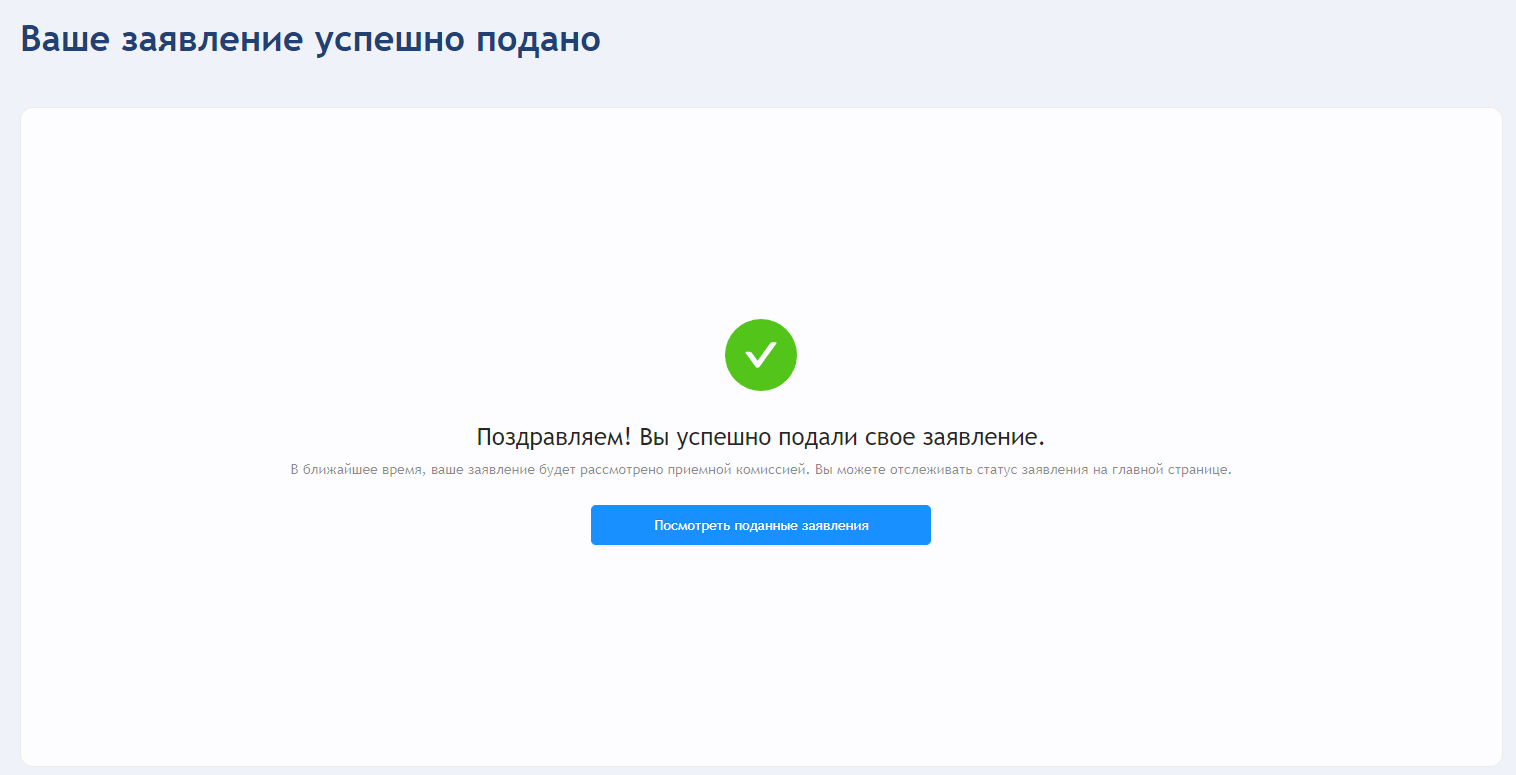 Ваше заявление успешно подано
Поздравляем! Вы успешно подали свое заявление.
В ближайшее время, ваше заявление будет рассмотрено приемной комиссией. Вы можете отслеживать статус заявления на главной странице.
Посмотреть поданные заявления